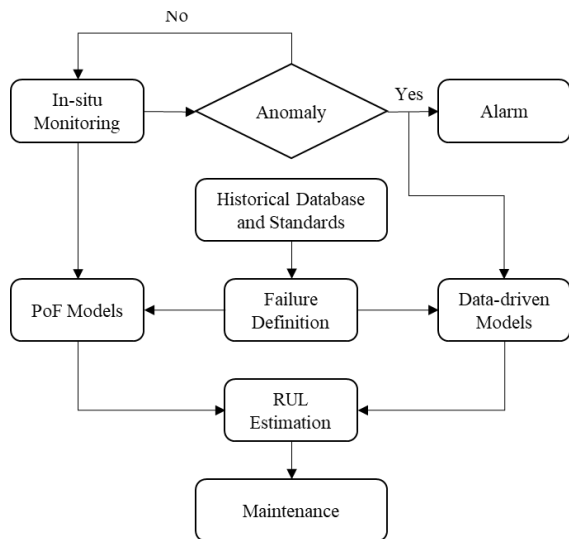 No
In-situ
Monitoring
Anomaly
Yes
Alarm
Historical Database
and Standards
PoF Models
Failure
Definition
Data-driven
Models
RUL
Estimation
Maintenance